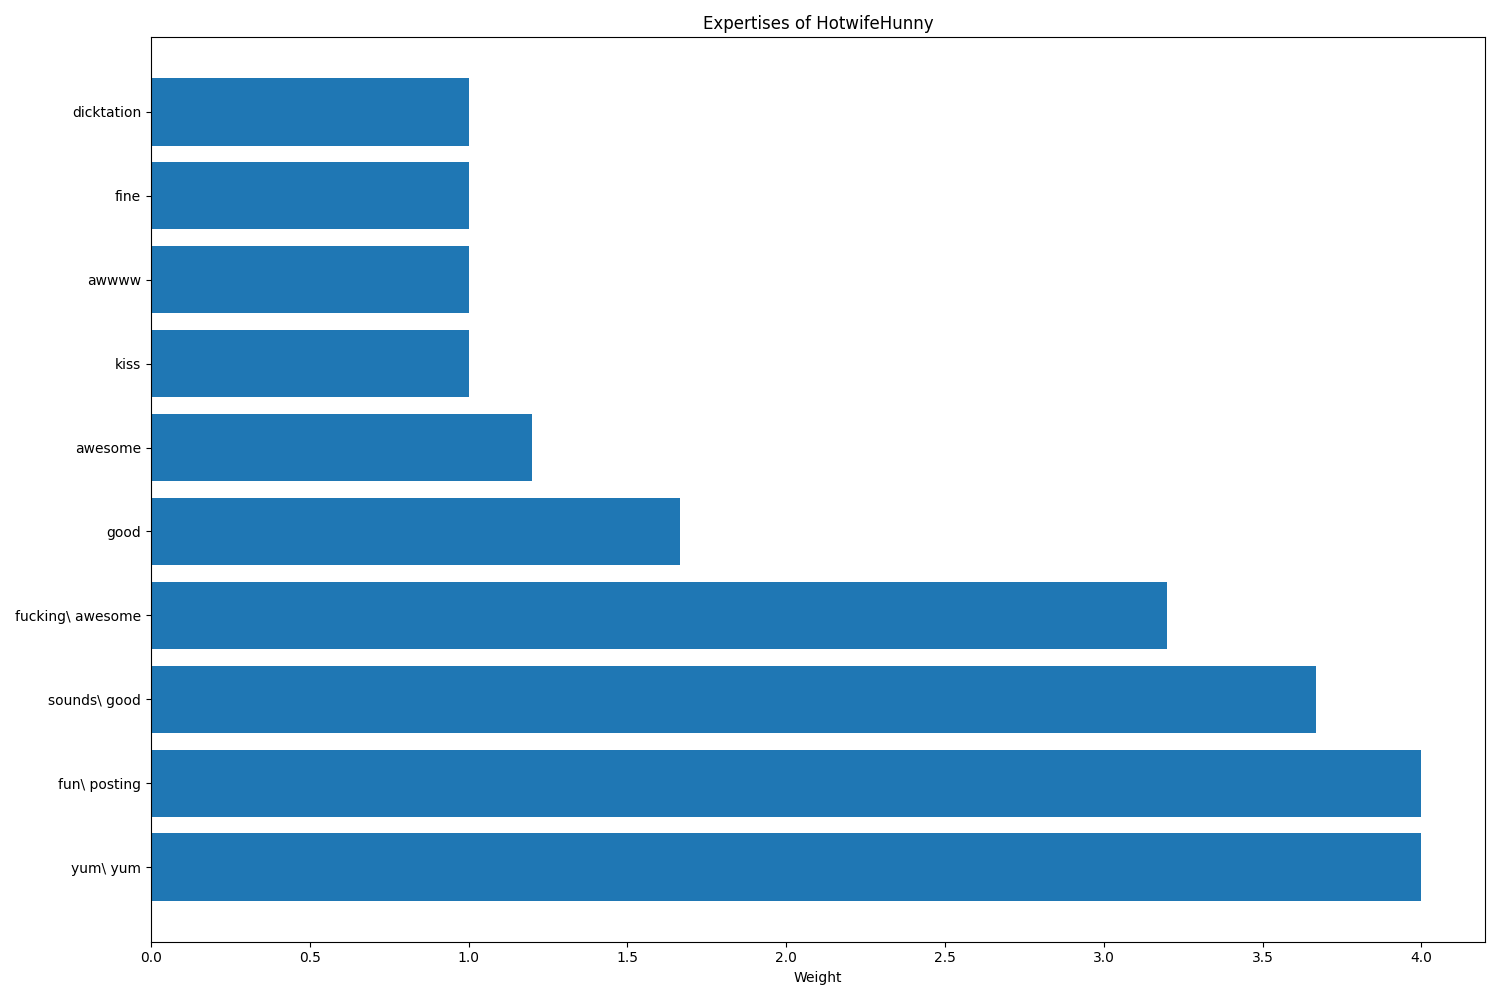 Expertises of HotwifeHunny
dicktation
fine
awwww
kiss
awesome
good
fucking\ awesome
sounds\ good
fun\ posting
yum\ yum
0.0 0.5 1.0 1.5 2.0 2.5 3.0 3.5 4.0
Weight